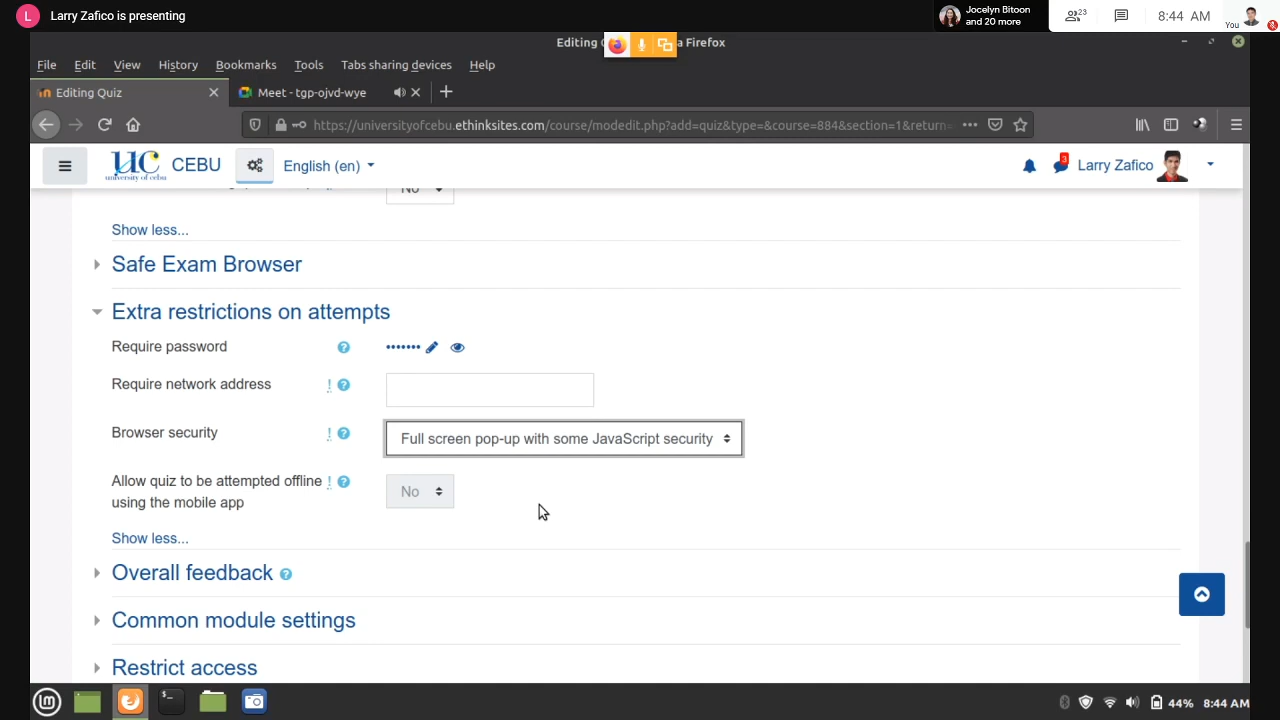 L Larry Zafico is presenting
Jocelyn Bitoon
and 20 more
23
8:44 AM
You
Editing
a Firefox
File Edit View History Bookmarks Tools Tabs sharing devices Help
Editing Quiz
Meet - tgp-ojvd-wye
https://universityofcebu.ethinksites.com/course/modedit.php?add=quiz&type=&course=884&section=1&return=
UC
university of cebu
CEBU
English (en)
3
Larry Zafico
No
Show less...
Safe Exam Browser
Extra restrictions on attempts
Require password ? •••••••
Require network address ! ?
Browser security ! ? Full screen pop-up with some JavaScript security
Allow quiz to be attempted offline ! ? No
using the mobile app
Show less...
Overall feedback ?
Common module settings
Restrict access
44% 8:44 AM